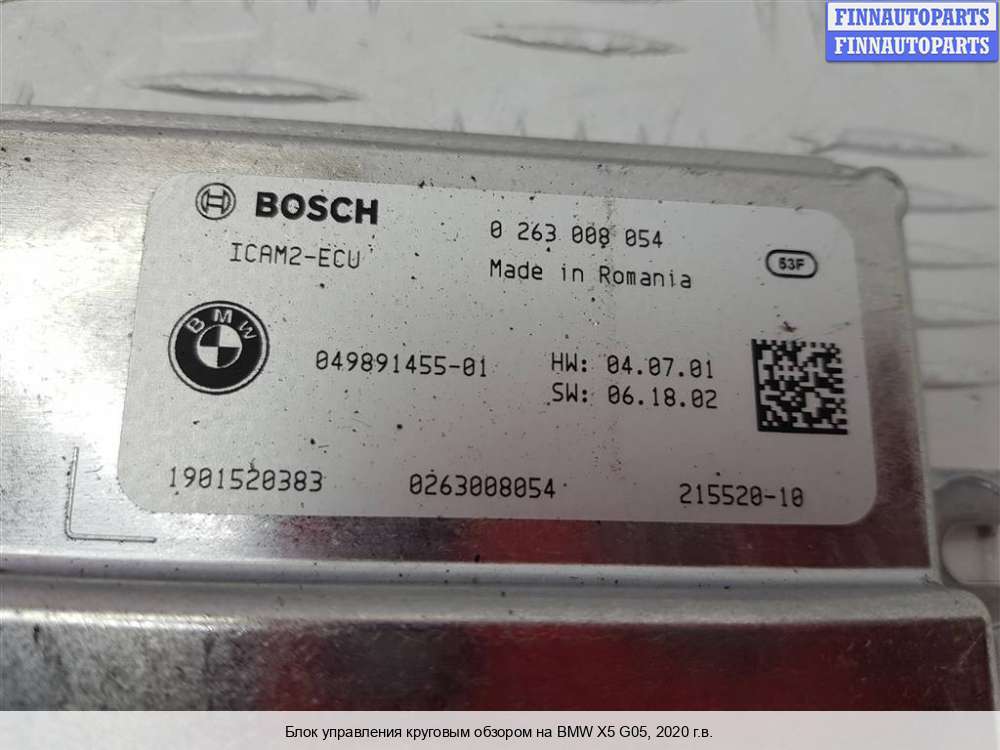 FINNAUTOPARTS
FINNAUTOPARTS
BOSCH
0 263 008 054
ICAM2-ECU
Made in Romania
53F
BMW
049891455-01
HW: 04.07.01
SW: 06.18.02
1901520383
0263008054
215520-10
Блок управления круговым обзором на BMW X5 G05, 2020 г.в.